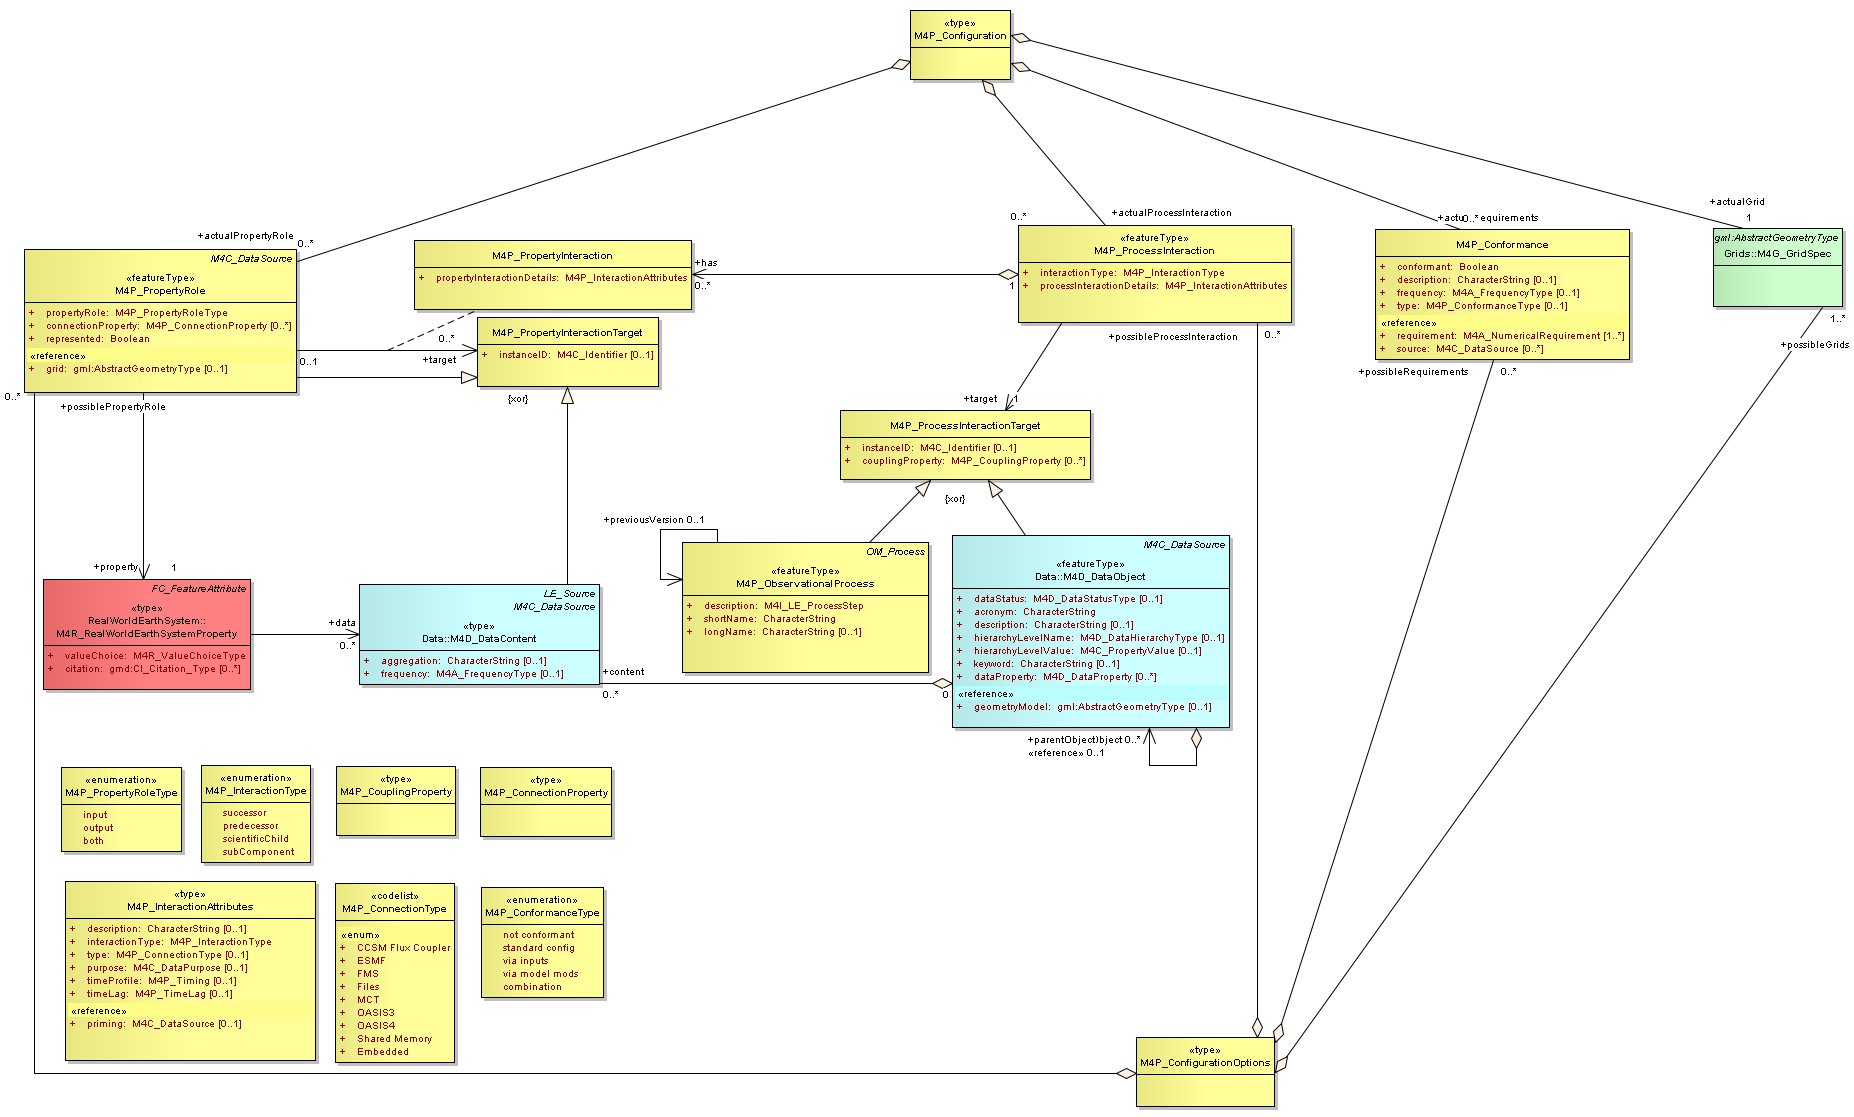 «type»
M4P_Configuration
+actualPropertyRole
0..*
M4C_DataSource
«featureType»
M4P_PropertyRole
+ propertyRole: M4P_PropertyRoleType
+ connectionProperty: M4P_ConnectionProperty [0..*]
+ represented: Boolean
«reference»
+ grid: gml:AbstractGeometryType [0..1]
0..*
+possiblePropertyRole
M4P_PropertyInteraction
+ propertyInteractionDetails: M4P_InteractionAttributes
+has
0..*
1
0..*
+actualProcessInteraction
«featureType»
M4P_ProcessInteraction
+ interactionType: M4P_InteractionType
+ processInteractionDetails: M4P_InteractionAttributes
+possibleProcessInteraction
0..*
+actu
0..*
equirements
M4P_Conformance
+ conformant: Boolean
+ description: CharacterString [0..1]
+ frequency: M4A_FrequencyType [0..1]
+ type: M4P_ConformanceType [0..1]
«reference»
+ requirement: M4A_NumericalRequirement [1..*]
+ source: M4C_DataSource [0..*]
+possibleRequirements
0..*
+actualGrid
1
gml:AbstractGeometryType
Grids::M4G_GridSpec
1..*
+possibleGrids
0..*
0..1
+target
M4P_PropertyInteractionTarget
+ instanceID: M4C_Identifier [0..1]
{xor}
+target
1
M4P_ProcessInteractionTarget
+ instanceID: M4C_Identifier [0..1]
+ couplingProperty: M4P_CouplingProperty [0..*]
{xor}
+previousVersion 0..1
OM_Process
«featureType»
M4P_ObservationalProcess
+ description: M4I_LE_ProcessStep
+ shortName: CharacterString
+ longName: CharacterString [0..1]
M4C_DataSource
«featureType»
Data::M4D_DataObject
+ dataStatus: M4D_DataStatusType [0..1]
+ acronym: CharacterString
+ description: CharacterString [0..1]
+ hierarchyLevelName: M4D_DataHierarchyType [0..1]
+ hierarchyLevelValue: M4C_PropertyValue [0..1]
+ keyword: CharacterString [0..1]
+ dataProperty: M4D_DataProperty [0..*]
«reference»
+ geometryModel: gml:AbstractGeometryType [0..1]
+parentObject
bject 0..*
«reference» 0..1
+property
1
FC_FeatureAttribute
«type»
RealWorldEarthSystem::
M4R_RealWorldEarthSystemProperty
+ valueChoice: M4R_ValueChoiceType
+ citation: gmd:CI_Citation_Type [0..*]
+data
0..*
LE_Source
M4C_DataSource
«type»
Data::M4D_DataContent
+ aggregation: CharacterString [0..1]
+ frequency: M4A_FrequencyType [0..1]
+content
0..*
0
«enumeration»
M4P_PropertyRoleType
input
output
both
«enumeration»
M4P_InteractionType
successor
predecessor
scientificChild
subComponent
«type»
M4P_CouplingProperty
«type»
M4P_ConnectionProperty
«type»
M4P_InteractionAttributes
+ description: CharacterString [0..1]
+ interactionType: M4P_InteractionType
+ type: M4P_ConnectionType [0..1]
+ purpose: M4C_DataPurpose [0..1]
+ timeProfile: M4P_Timing [0..1]
+ timeLag: M4P_TimeLag [0..1]
«reference»
+ priming: M4C_DataSource [0..1]
«codelist»
M4P_ConnectionType
«enum»
+ CCSM Flux Coupler
+ ESMF
+ FMS
+ Files
+ MCT
+ OASIS3
+ OASIS4
+ Shared Memory
+ Embedded
«enumeration»
M4P_ConformanceType
not conformant
standard config
via inputs
via model mods
combination
«type»
M4P_ConfigurationOptions